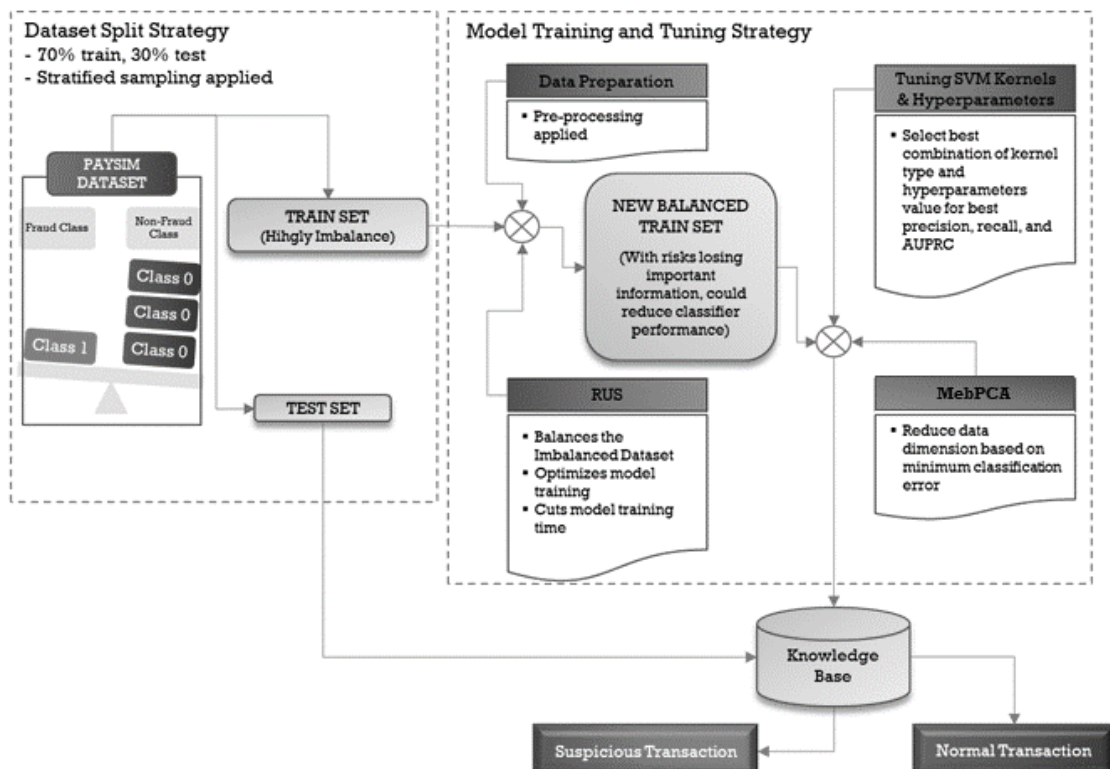 Dataset Split Strategy
- 70% train, 30% test
- Stratified sampling applied
PAYSIM
DATASET
Fraud Class
Non-Fraud
Class
Class 0
Class 0
Class 1
Class 0
TRAIN SET
(Hihgly Imbalance)
TEST SET
Model Training and Tuning Strategy
Data Preparation
▪ Pre-processing
applied
NEW BALANCED
TRAIN SET
(With risks losing
important
information, could
reduce classifier
performance)
RUS
▪ Balances the
Imbalanced Dataset
▪ Optimizes model
training
▪ Cuts model training
time
Tuning SVM Kernels
& Hyperparameters
▪ Select best
combination of kernel
type and
hyperparameters
value for best
precision, recall, and
AUPRC
MebPCA
▪ Reduce data
dimension based on
minimum classification
error
Knowledge
Base
Suspicious Transaction
Normal Transaction